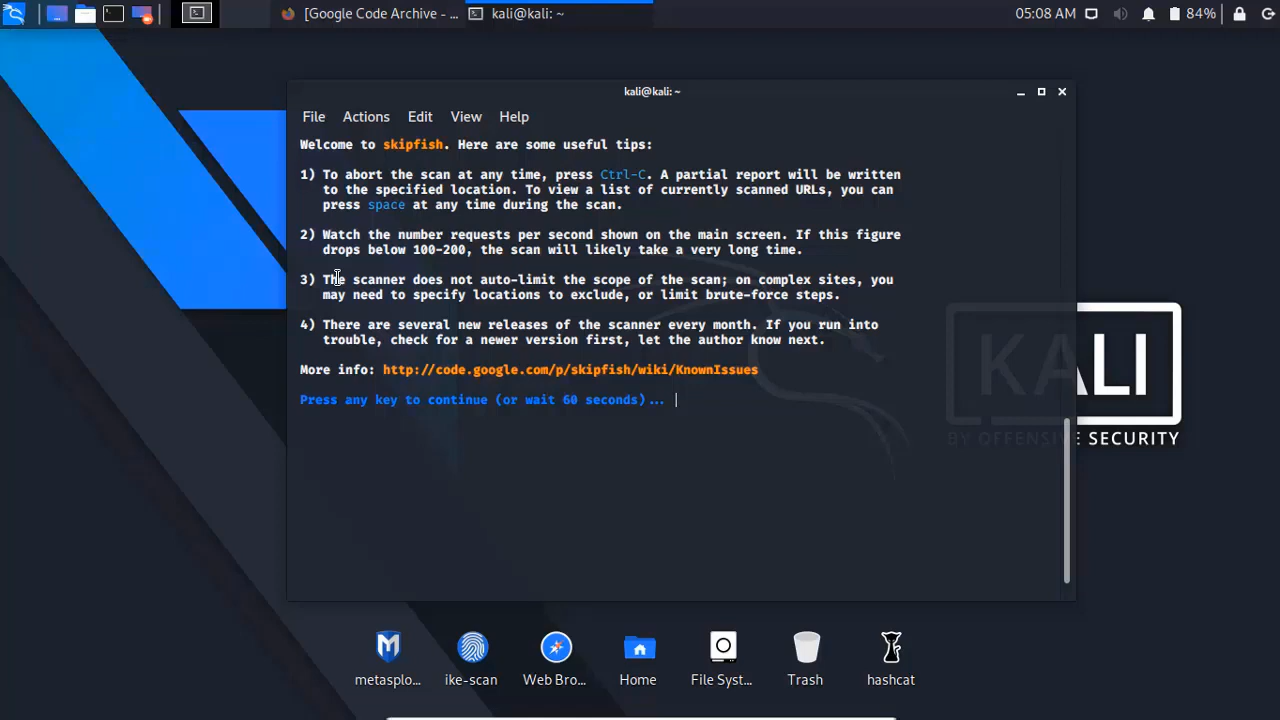 [Google Code Archive - ...
kali@kali: ~
05:08 AM
84%
kali@kali: ~
File Actions Edit View Help
Welcome to skipfish. Here are some useful tips:
1) To abort the scan at any time, press Ctrl-C. A partial report will be written
to the specified location. To view a list of currently scanned URLs, you can
press space at any time during the scan.
2) Watch the number requests per second shown on the main screen. If this figure
drops below 100-200, the scan will likely take a very long time.
3) The scanner does not auto-limit the scope of the scan; on complex sites, you
may need to specify locations to exclude, or limit brute-force steps.
4) There are several new releases of the scanner every month. If you run into
trouble, check for a newer version first, let the author know next.
More info: http://code.google.com/p/skipfish/wiki/KnownIssues
Press any key to continue (or wait 60 seconds)...
KALI
BY OFFENSIVE SECURITY
metasplo...
ike-scan
Web Bro...
Home
File Syst...
Trash
hashcat